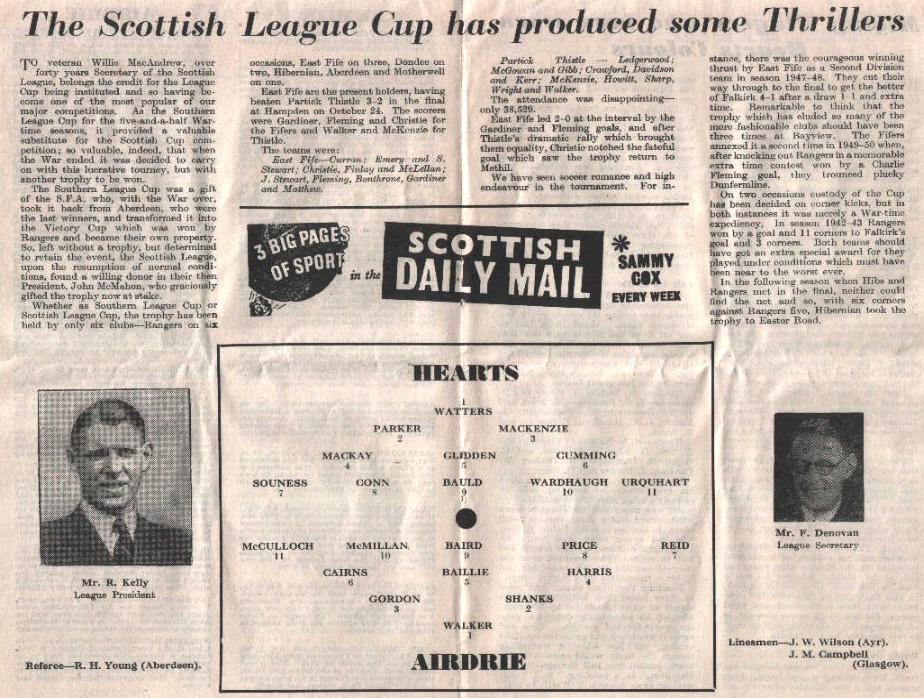 The Scottish League Cup has produced some Thrillers
TO veteran Willie MacAndrew, over
forty years Secretary of the Scottish
League, belongs the credit for the League
Cup being instituted and so having be-
come one of the most popular of our
major competitions. As the Southern
League Cup for the five-and-a-half War-
time seasons, it provided a valuable
substitute for the Scottish Cup com-
petition; so valuable, indeed, that when
the War ended it was decided to carry
on with this lucrative tourney, but with
another trophy to be won.
The Southern League Cup was a gift
of the S.F.A. who, with the War over,
took it back from Aberdeen, who were
the last winners, and transformed it into
the Victory Cup which was won by
Rangers and became their own property.
So, left without a trophy, but determined
to retain the event, the Scottish League,
upon the resumption of normal condi-
tions, found a willing donor in their then
President, John McMahon, who graciously
gifted the trophy now at stake.
Whether as Southern League Cup or
Scottish League Cup, the trophy has been
held by only six clubs—Rangers on six
occasions, East Fife on three, Dundee on
two, Hibernian, Aberdeen and Motherwell
on one.
East Fife are the present holders, having
beaten Partick Thistle 3-2 in the final
at Hampden on October 24. The scorers
were Gardiner, Fleming and Christie for
the Fifers and Walker and McKenzie for
Thistle.
The teams were:
East Fife—Curran; Emery and S.
Stewart; Christie, Finlay and McLellan;
J. Stewart, Fleming, Bonthrone, Gardiner
and Matthew.
Partick Thistle — Ledgerwood;
McGowan and Gibb; Crawford, Davidson
and Kerr; McKenzie, Howitt, Sharp,
Wright and Walker.
The attendance was disappointing—
only 38,529.
East Fife led 2-0 at the interval by the
Gardiner and Fleming goals, and after
Thistle's dramatic rally which brought
them equality, Christie notched the fateful
goal which saw the trophy return to
Methil.
We have seen soccer romance and high
endeavour in the tournament. For in-
stance, there was the courageous winning
thrust by East Fife as a Second Division
team in season 1947-48. They cut their
way through to the final to get the better
of Falkirk 4-1 after a draw 1-1 and extra
time. Remarkable to think that the
trophy which has eluded so many of the
more fashionable clubs should have been
three times at Bayview. The Fifers
annexed it a second time in 1949-50 when,
after knocking out Rangers in a memorable
extra time contest won by a Charlie
Fleming goal, they trounced plucky
Dunfermline.
On two occasions custody of the Cup
has been decided on corner kicks, but in
both instances it was merely a War-time
expediency. In season 1942-43 Rangers
won by a goal and 11 corners to Falkirk's
goal and 3 corners. Both teams should
have got an extra special award for they
played under conditions which must have
been near to the worst ever.
In the following season when Hibs and
Rangers met in the final, neither could
find the net and so, with six corners
against Rangers five, Hibernian took the
trophy to Easter Road.
3 BIG PAGES
OF SPORT
in the
SCOTTISH
DAILY MAIL
* SAMMY
COX
EVERY WEEK
Mr. R. Kelly
League President
Referee—R. H. Young (Aberdeen).
HEARTS
1
WATTERS
PARKER MACKENZIE
2 3
MACKAY GLIDDEN CUMMING
4 5 6
SOUNESS CONN BAULD WARDHAUGH URQUHART
7 8 9 10 11
McCULLOCH McMILLAN BAIRD PRICE REID
11 10 9 8 7
CAIRNS BAILLIE HARRIS
6 5 4
GORDON SHANKS
3 2
WALKER
1
AIRDRIE
Mr. F. Denovan
League Secretary
Linesmen—J. W. Wilson (Ayr).
J. M. Campbell
(Glasgow).